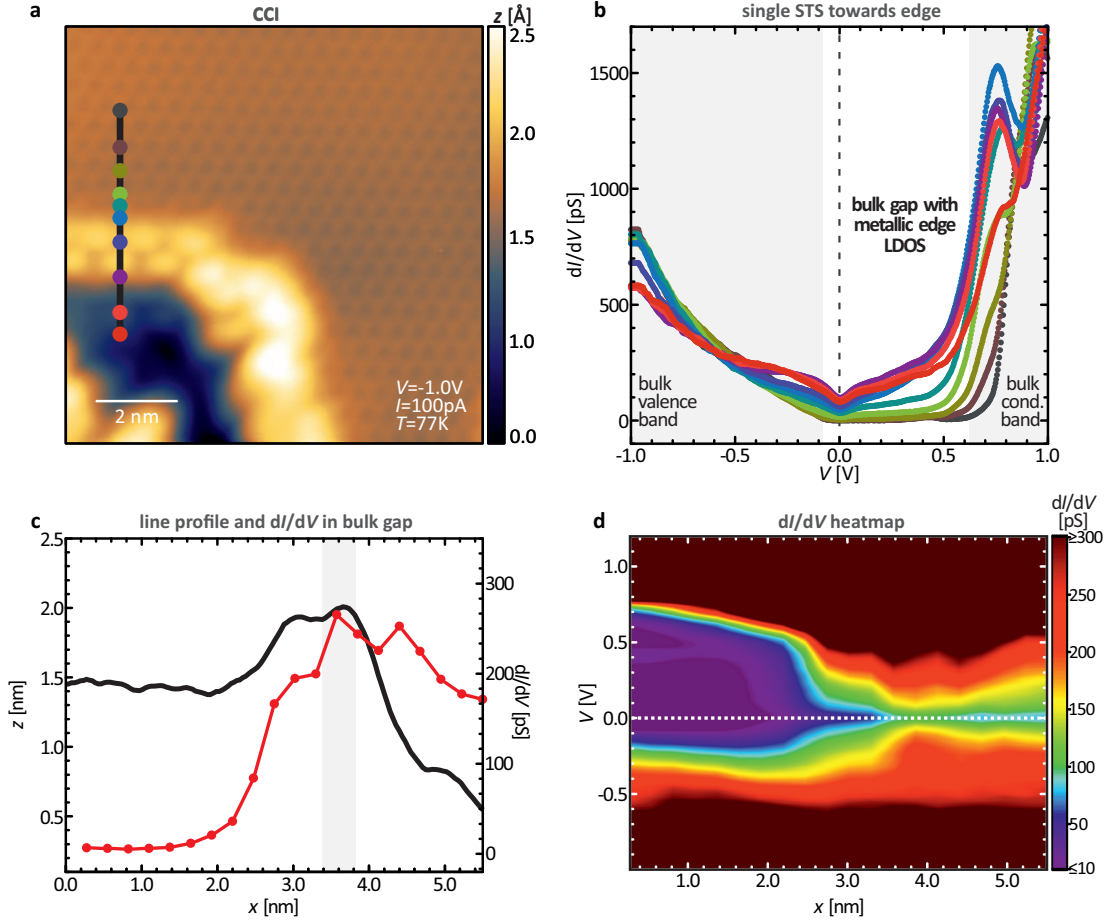 a
CCI
z [Å]
2.5
2.0
1.5
1.0
0.0
2 nm
V=-1.0V
I=100pA
T=77K
b
single STS towards edge
dI/dV [pS]
1500
1000
500
0
bulk gap with
metallic edge
LDOS
bulk
valence
band
bulk
cond.
band
-1.0
-0.5
0.0
0.5
1.0
V [V]
c
line profile and dI/dV in bulk gap
z [nm]
2.5
2.0
1.5
1.0
0.5
300
200
100
0
dI/dV [pS]
0.0
1.0
2.0
3.0
4.0
5.0
x [nm]
d
dI/dV heatmap
V [V]
1.0
0.5
0.0
-0.5
1.0
2.0
3.0
4.0
5.0
x [nm]
dI/dV
[pS]
≥300
250
200
150
100
50
≤10